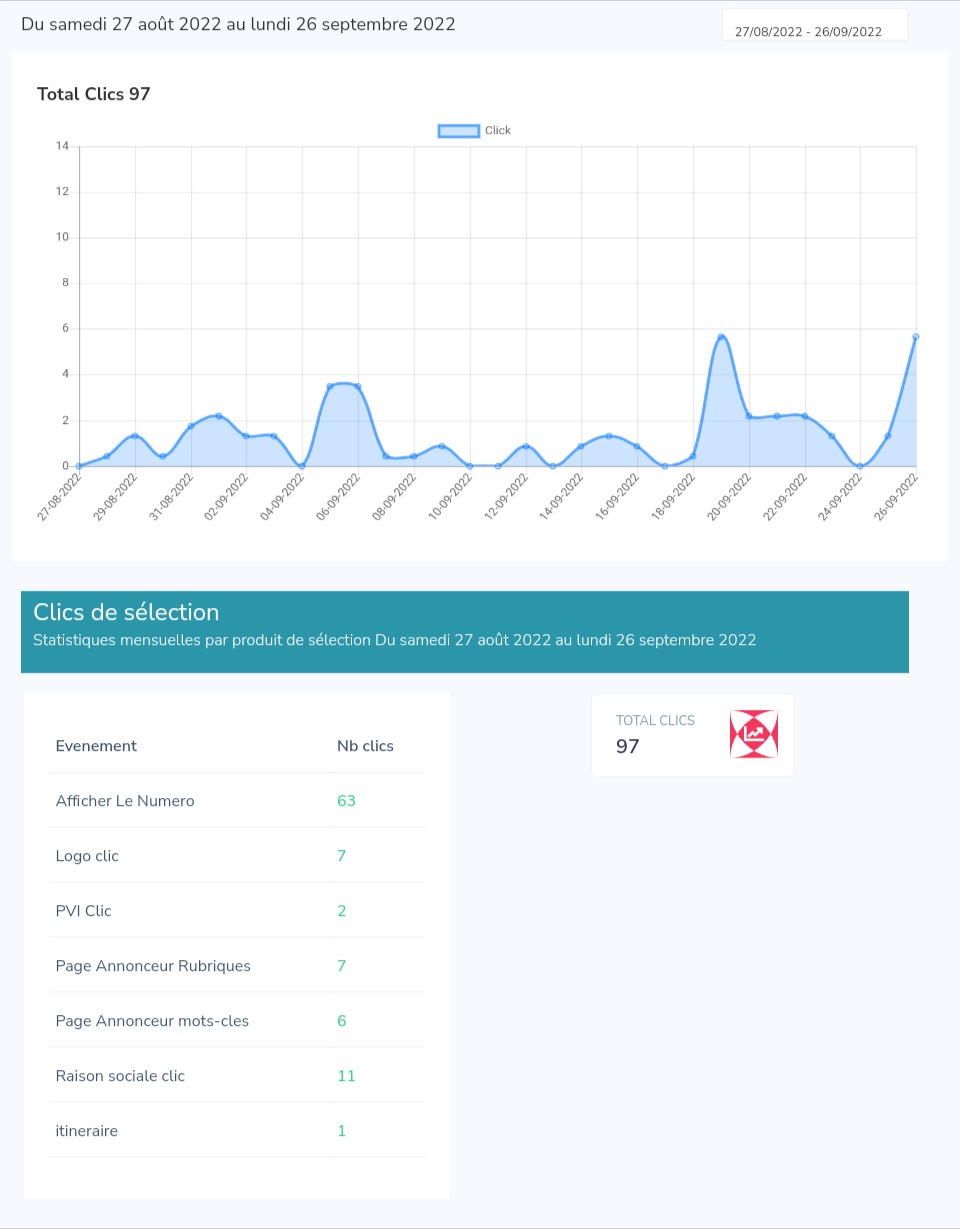 Du samedi 27 août 2022 au lundi 26 septembre 2022
27/08/2022 - 26/09/2022
Total Clics 97
Click
14
12
10
8
6
4
2
0
27-08-2022
29-08-2022
31-08-2022
02-09-2022
04-09-2022
06-09-2022
08-09-2022
10-09-2022
12-09-2022
14-09-2022
16-09-2022
18-09-2022
20-09-2022
22-09-2022
24-09-2022
26-09-2022
Clics de sélection
Statistiques mensuelles par produit de sélection Du samedi 27 août 2022 au lundi 26 septembre 2022
TOTAL CLICS
97
Evenement Nb clics
Afficher Le Numero 63
Logo clic 7
PVI Clic 2
Page Annonceur Rubriques 7
Page Annonceur mots-cles 6
Raison sociale clic 11
itineraire 1